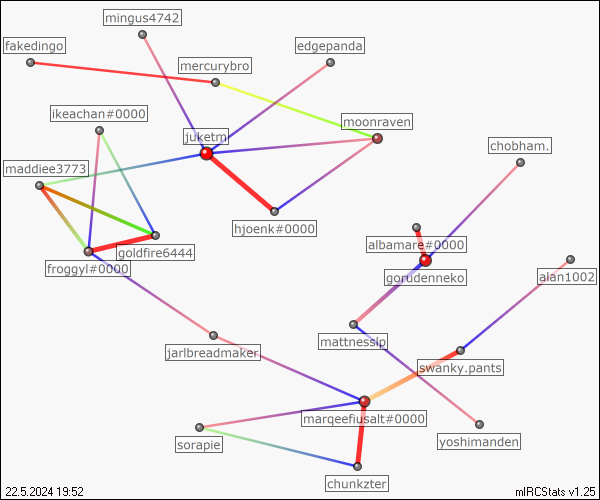 mingus4742
fakedingo
edgepanda
mercurybro
ikeachan#0000
moonraven
juketm
chobham.
maddiee3773
hjoenk#0000
albamare#0000
goldfire6444
froggyl#0000
gorudenneko
alan1002
mattnesslp
jarlbreadmaker
swanky.pants
marqeefiusalt#0000
sorapie
yoshimanden
chunkzter
22.5.2024 19:52
mIRCStats v1.25